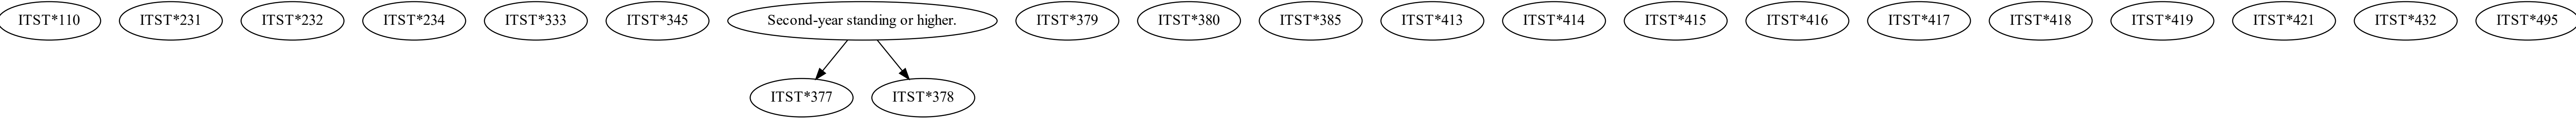 ITST*110
ITST*231
ITST*232
ITST*234
ITST*333
ITST*345
Second-year standing or higher.
ITST*379
ITST*380
ITST*385
ITST*413
ITST*414
ITST*415
ITST*416
ITST*417
ITST*418
ITST*419
ITST*421
ITST*432
ITST*495
ITST*377
ITST*378